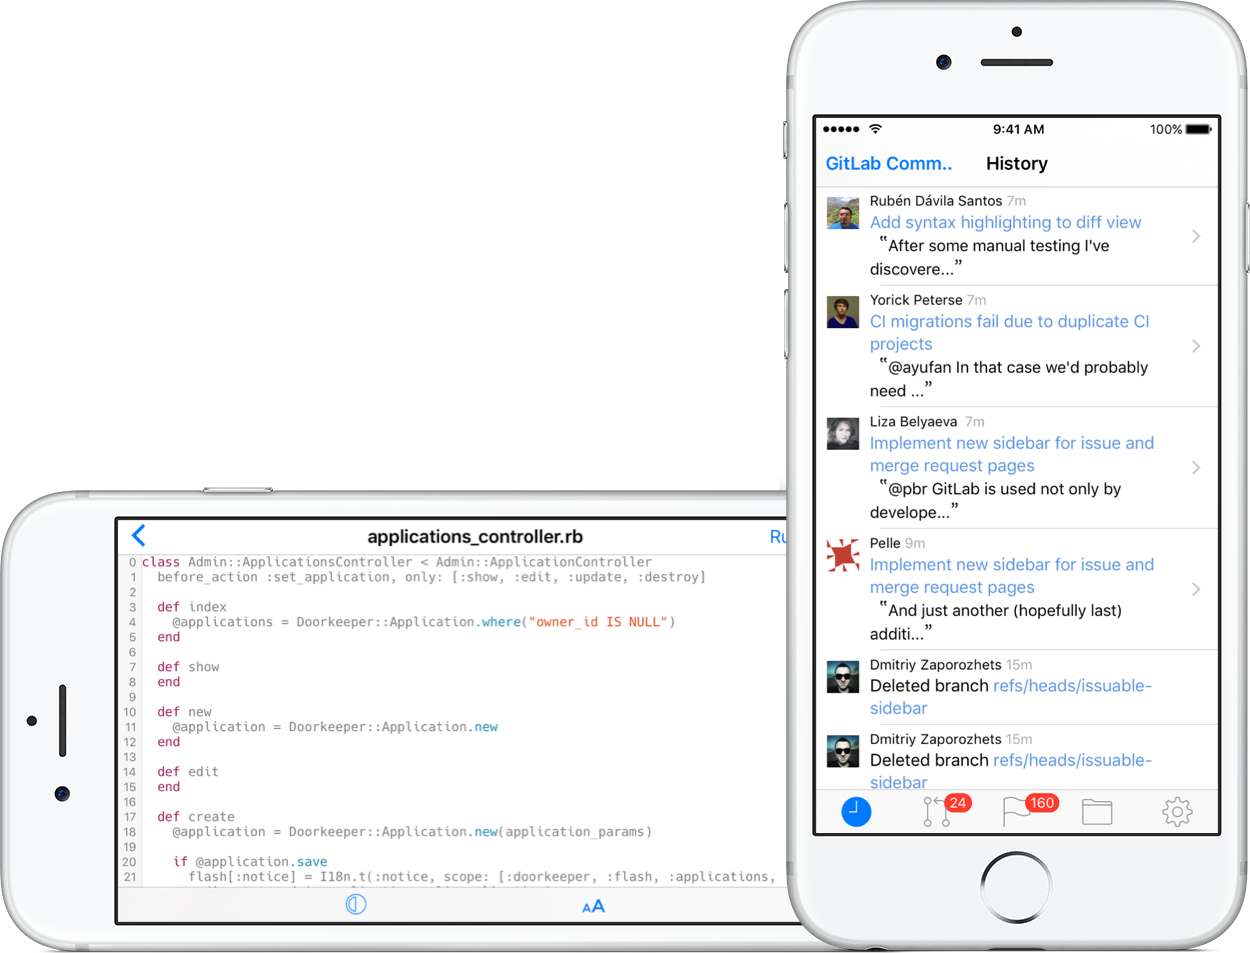 9:41 AM
100%
GitLab Comm..
History
Rubén Dávila Santos 7m
Add syntax highlighting to diff view
"After some manual testing I've
discovere..."
Yorick Peterse 7m
CI migrations fail due to duplicate CI
projects
"@ayufan In that case we'd probably
need ..."
Liza Belyaeva 7m
Implement new sidebar for issue and
merge request pages
"@pbr GitLab is used not only by
develope..."
Pelle 9m
Implement new sidebar for issue and
merge request pages
"And just another (hopefully last)
additi..."
Dmitriy Zaporozhets 15m
Deleted branch refs/heads/issuable-
sidebar
Dmitriy Zaporozhets 15m
Deleted branch refs/heads/issuable-
sidebar
24
160
applications_controller.rb
Ru
0 class Admin::ApplicationsController < Admin::ApplicationController
1   before_action :set_application, only: [:show, :edit, :update, :destroy]
2
3   def index
4     @applications = Doorkeeper::Application.where("owner_id IS NULL")
5   end
6
7   def show
8   end
9
10   def new
11     @application = Doorkeeper::Application.new
12   end
13
14   def edit
15   end
16
17   def create
18     @application = Doorkeeper::Application.new(application_params)
19
20     if @application.save
21       flash[:notice] = I18n.t(:notice, scope: [:doorkeeper, :flash, :applications,
AA